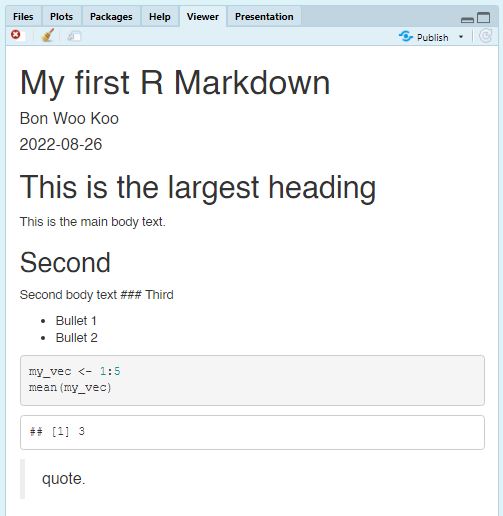 Files Plots Packages Help Viewer Presentation
Publish
My first R Markdown
Bon Woo Koo
2022-08-26
This is the largest heading
This is the main body text.
Second
Second body text ### Third
• Bullet 1
• Bullet 2
my_vec <- 1:5
mean(my_vec)
## [1] 3
quote.